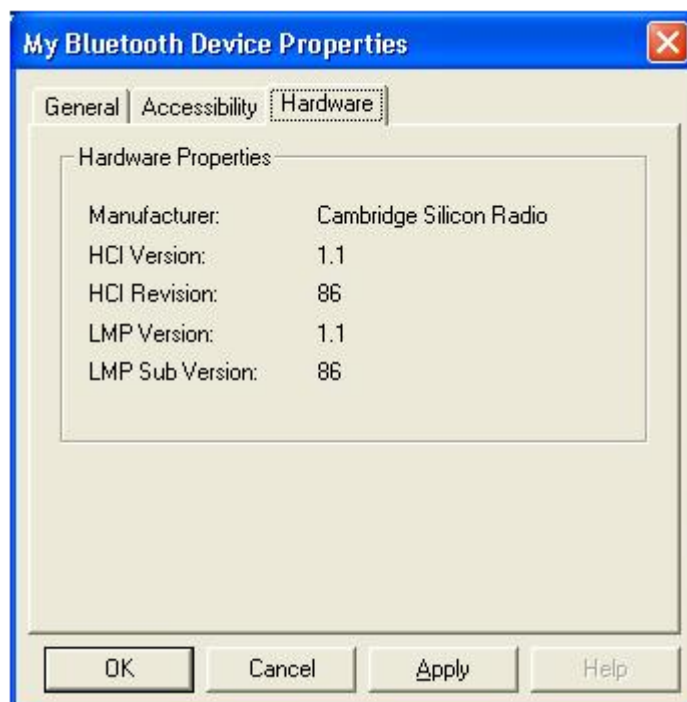 My Bluetooth Device Properties
General Accessibility Hardware
Hardware Properties
Manufacturer: Cambridge Silicon Radio
HCI Version: 1.1
HCI Revision: 86
LMP Version: 1.1
LMP Sub Version: 86
OK Cancel Apply Help